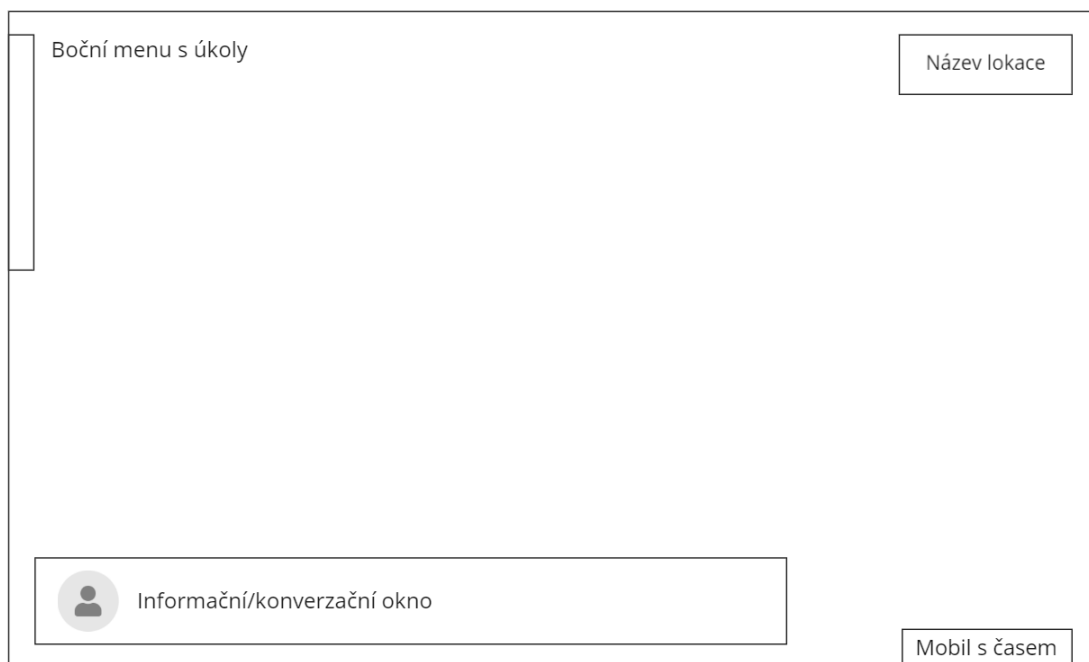 Boční menu s úkoly
Název lokace
Informační/konverzační okno
Mobil s časem